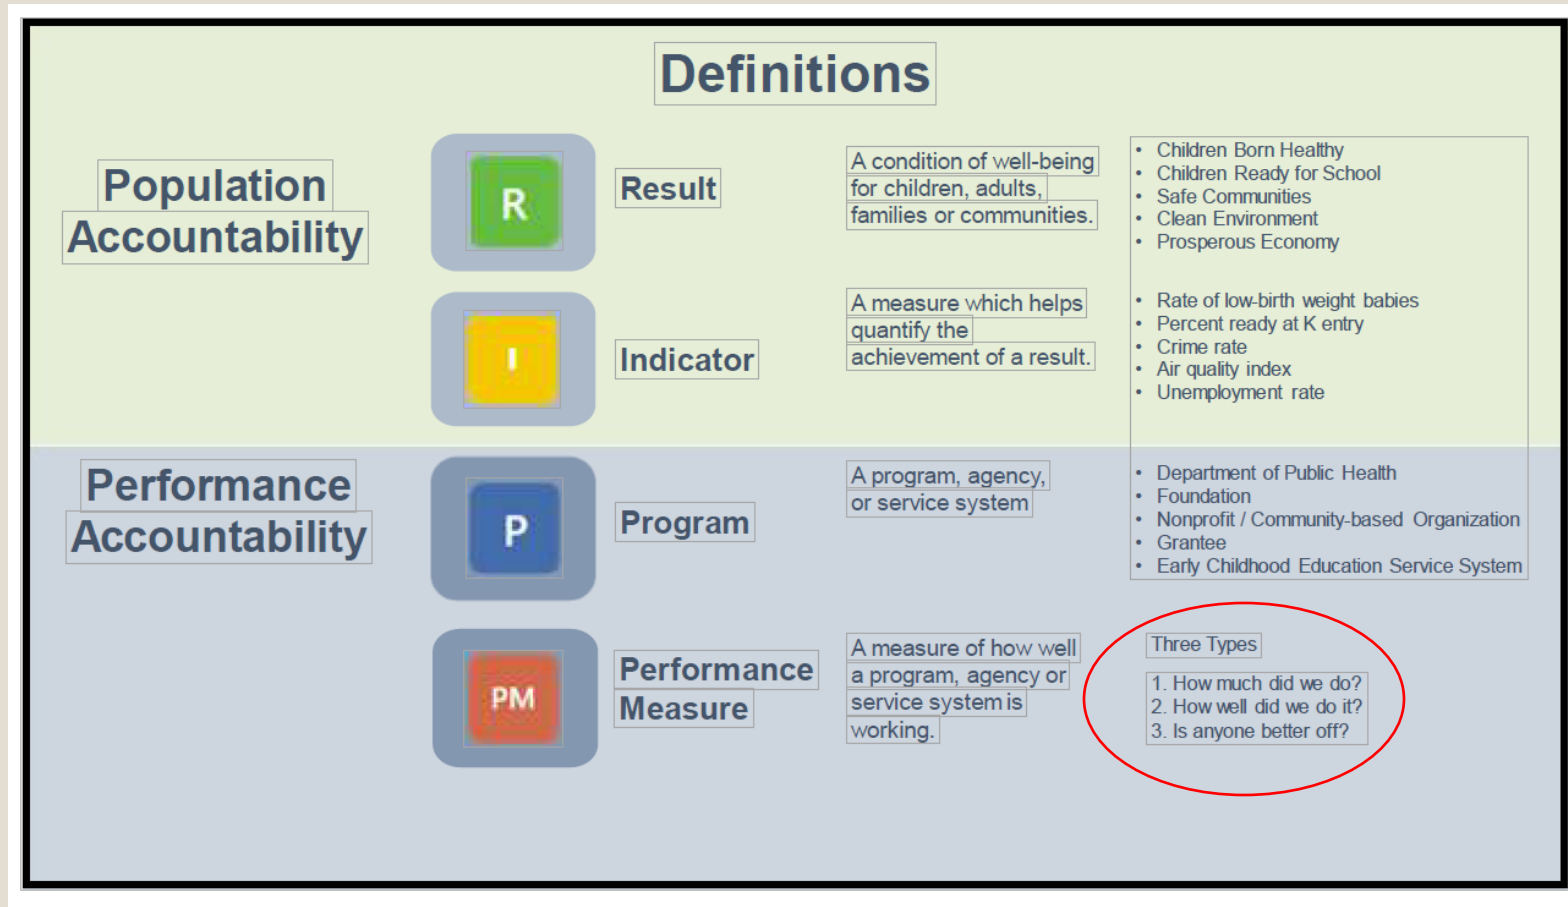 Definitions
Population
Accountability
R
Result
A condition of well-being
for children, adults,
families or communities.
• Children Born Healthy
• Children Ready for School
• Safe Communities
• Clean Environment
• Prosperous Economy
I
Indicator
A measure which helps
quantify the
achievement of a result.
• Rate of low-birth weight babies
• Percent ready at K entry
• Crime rate
• Air quality index
• Unemployment rate
Performance
Accountability
P
Program
A program, agency,
or service system
• Department of Public Health
• Foundation
• Nonprofit / Community-based Organization
• Grantee
• Early Childhood Education Service System
PM
Performance
Measure
A measure of how well
a program, agency or
service system is
working.
Three Types
1. How much did we do?
2. How well did we do it?
3. Is anyone better off?